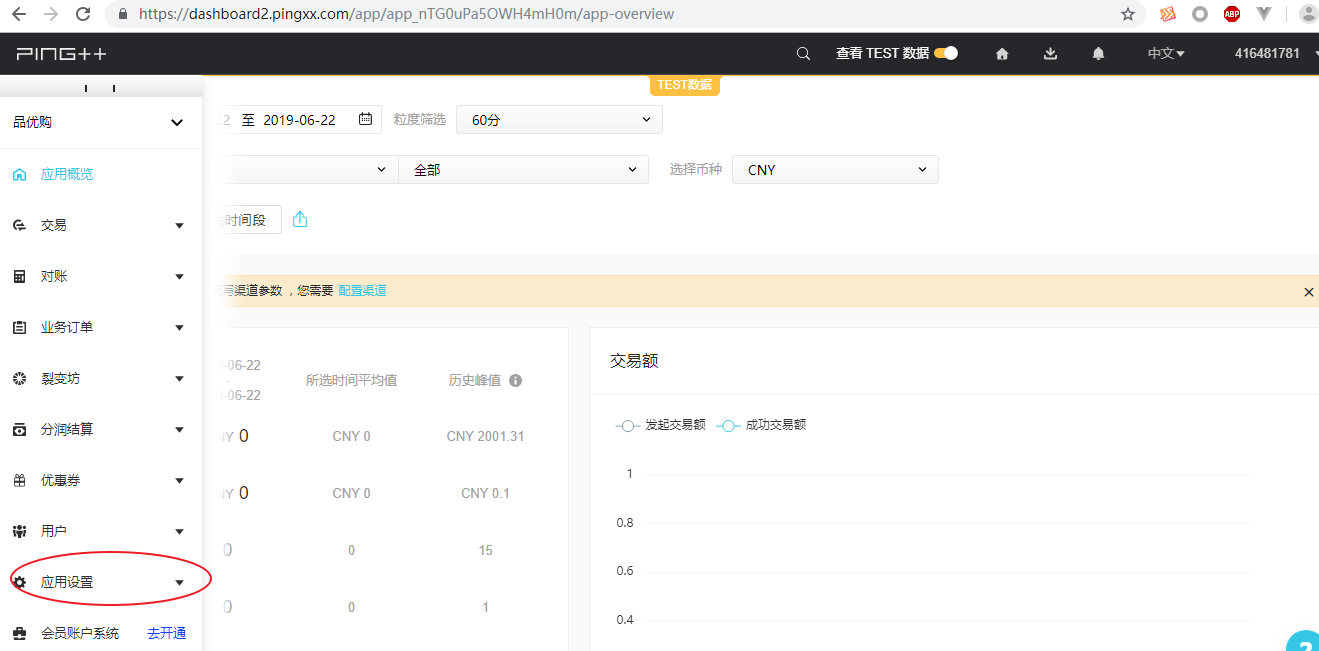 https://dashboard2.pingxx.com/app/app_nTG0uPa5OWH4mH0m/app-overview
ABP
PING++
查看 TEST 数据
中文
416481781
TEST数据
品优购
应用概览
交易
对账
业务订单
裂变坊
分润结算
优惠券
用户
应用设置
会员账户系统 去开通
22 至 2019-06-22 粒度筛选 60分
全部 选择币种 CNY
时间段
写渠道参数 ，您需要 配置渠道
-06-22
-
-06-22
所选时间平均值 历史峰值
NY 0 CNY 0 CNY 2001.31
NY 0 CNY 0 CNY 0.1
0 0 15
0 0 1
交易额
发起交易额 成功交易额
1
0.8
0.6
0.4
?